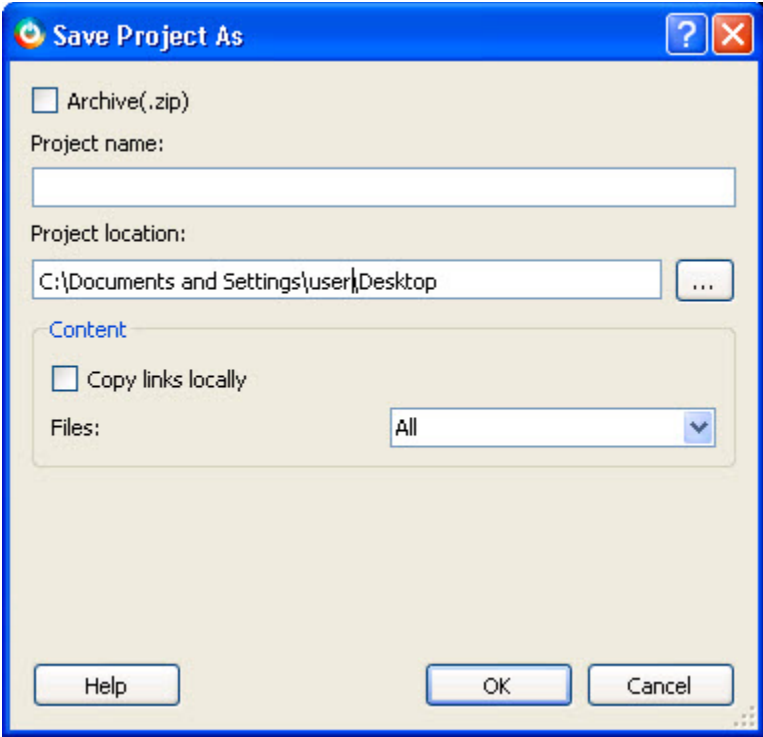 Save Project As
Archive(.zip)
Project name:
Project location:
C:\Documents and Settings\user\Desktop
...
Content
Copy links locally
Files:
All
Help
OK
Cancel